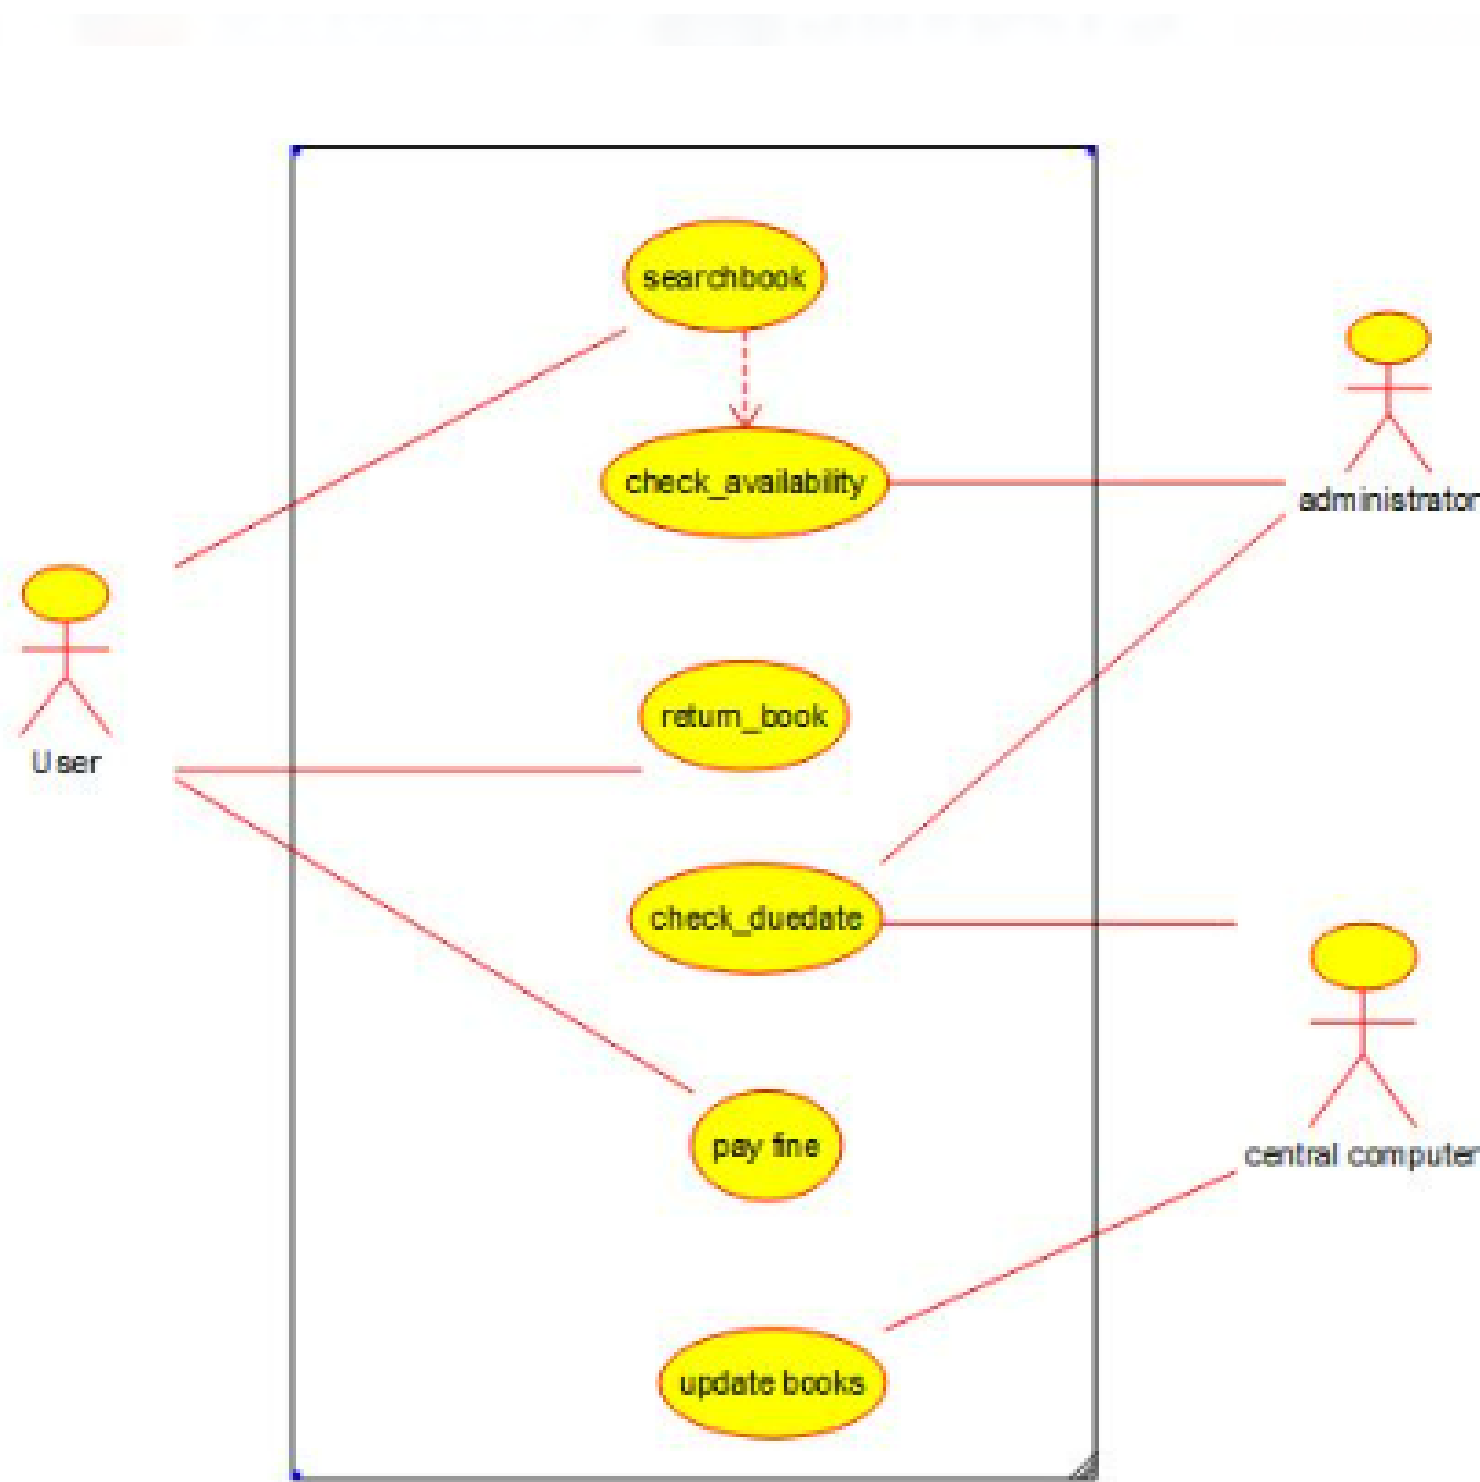 searchbook
check_availability
administrator
return_book
User
check_duedate
pay fine
central computer
update books